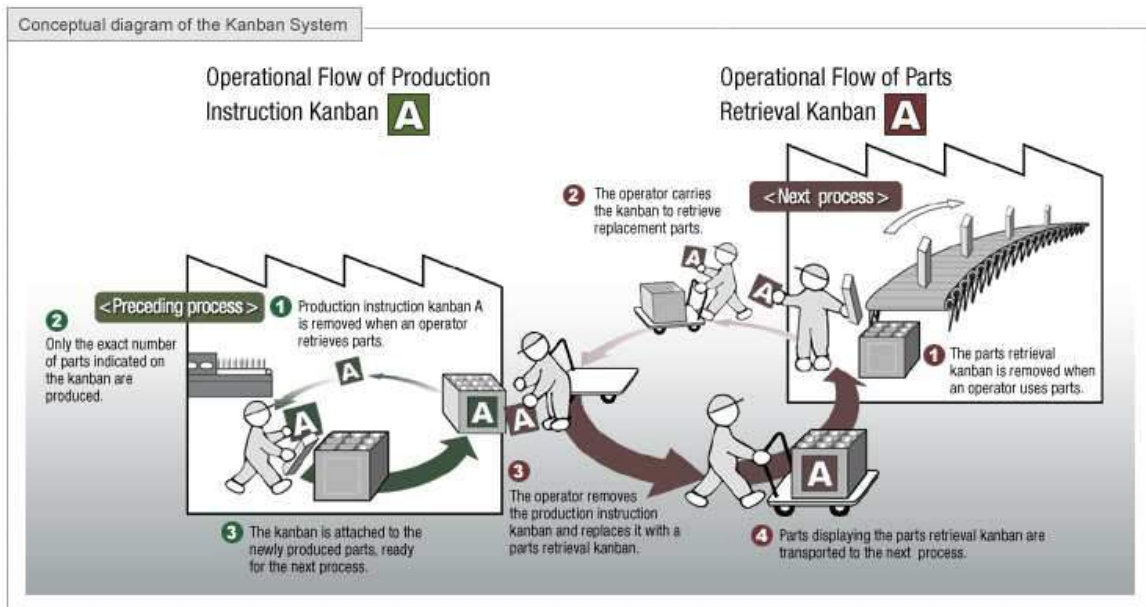 Conceptual diagram of the Kanban System
Operational Flow of Production
Instruction Kanban A
Operational Flow of Parts
Retrieval Kanban A
<Preceding process>
1 Production instruction kanban A
is removed when an operator
retrieves parts.
2
Only the exact number
of parts indicated on
the kanban are
produced.
A
A
A
A
3 The kanban is attached to the
newly produced parts, ready
for the next process.
<Next process>
1 The parts retrieval
kanban is removed when
an operator uses parts.
2 The operator carries
the kanban to retrieve
replacement parts.
A
A
3
The operator removes
the production instruction
kanban and replaces it with a
parts retrieval kanban.
A
4 Parts displaying the parts retrieval kanban are
transported to the next process.